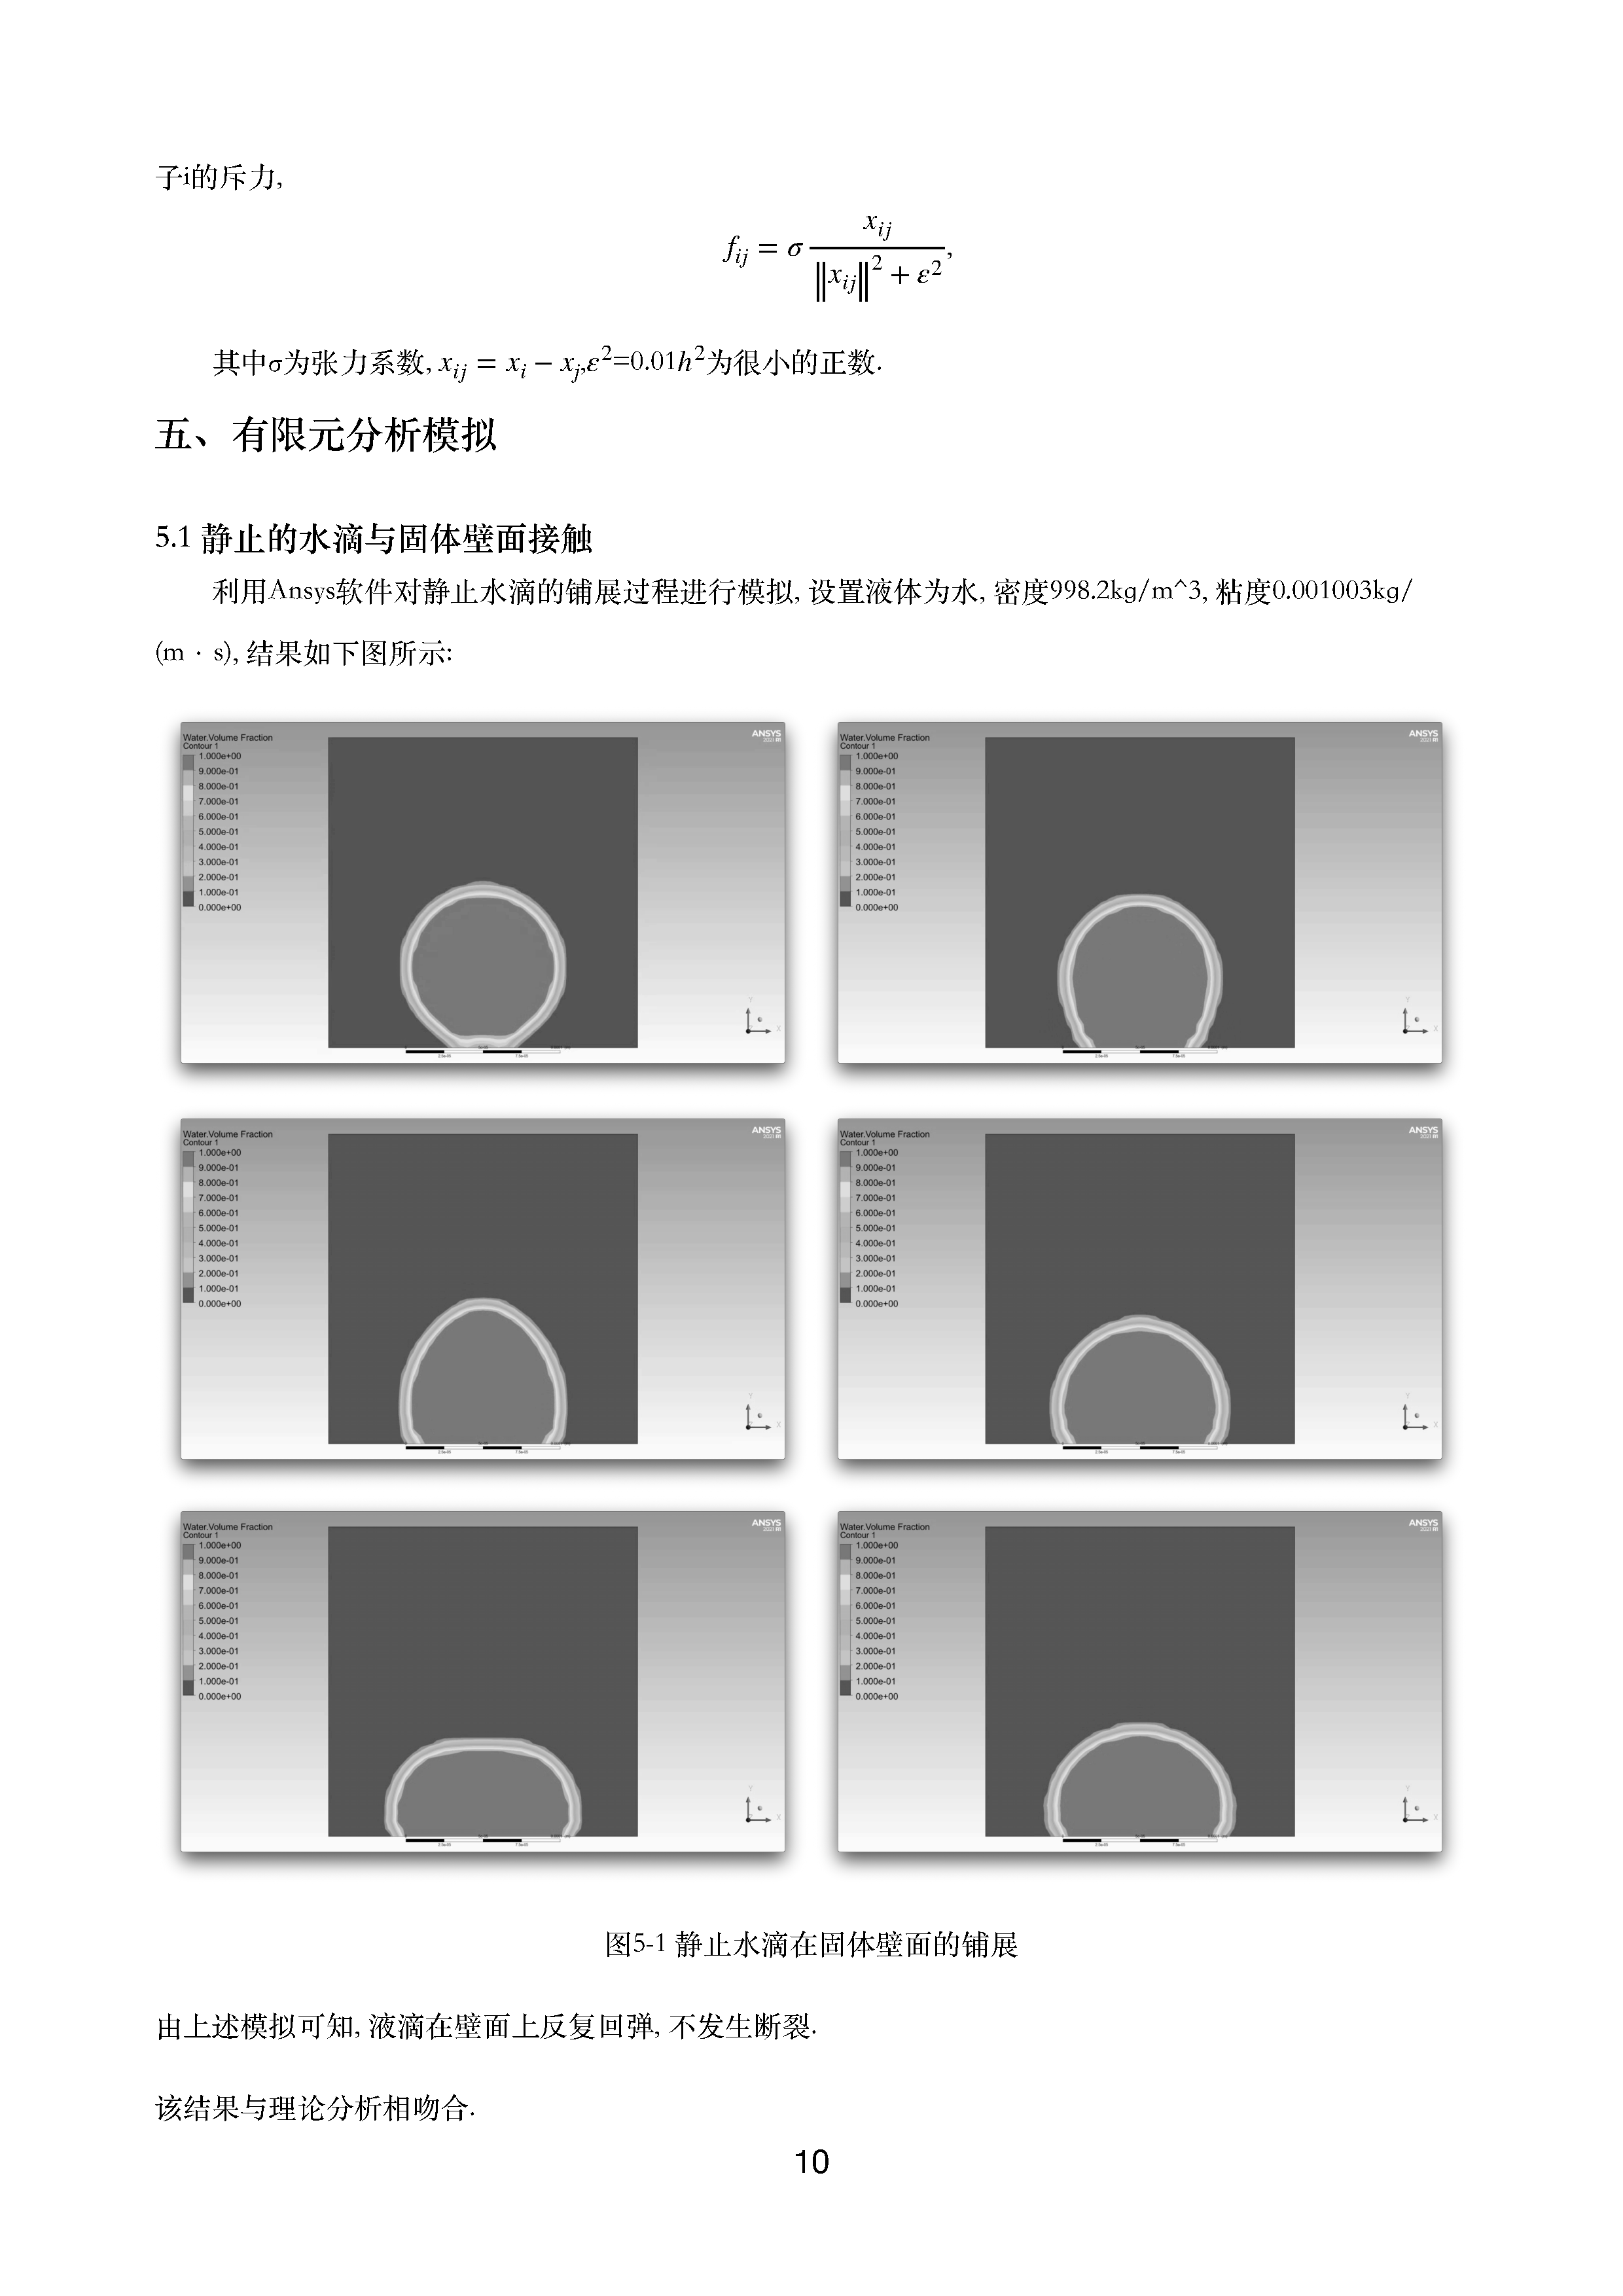 子i的斥力,
f_{ij} = σ \frac{x_{ij}}{‖x_{ij}‖^2 + ε^2},
其中σ为张力系数, x_{ij} = x_i − x_j,ε^2=0.01h^2为很小的正数.
五、有限元分析模拟
5.1 静止的水滴与固体壁面接触
利用Ansys软件对静止水滴的铺展过程进行模拟, 设置液体为水, 密度998.2kg/m^3, 粘度0.001003kg/
(m · s), 结果如下图所示:
Water.Volume Fraction
Contour 1
1.000e+00
9.000e-01
8.000e-01
7.000e-01
6.000e-01
5.000e-01
4.000e-01
3.000e-01
2.000e-01
1.000e-01
0.000e+00
ANSYS
Y
X
Water.Volume Fraction
Contour 1
1.000e+00
9.000e-01
8.000e-01
7.000e-01
6.000e-01
5.000e-01
4.000e-01
3.000e-01
2.000e-01
1.000e-01
0.000e+00
ANSYS
Y
X
Water.Volume Fraction
Contour 1
1.000e+00
9.000e-01
8.000e-01
7.000e-01
6.000e-01
5.000e-01
4.000e-01
3.000e-01
2.000e-01
1.000e-01
0.000e+00
ANSYS
Y
X
Water.Volume Fraction
Contour 1
1.000e+00
9.000e-01
8.000e-01
7.000e-01
6.000e-01
5.000e-01
4.000e-01
3.000e-01
2.000e-01
1.000e-01
0.000e+00
ANSYS
Y
X
Water.Volume Fraction
Contour 1
1.000e+00
9.000e-01
8.000e-01
7.000e-01
6.000e-01
5.000e-01
4.000e-01
3.000e-01
2.000e-01
1.000e-01
0.000e+00
ANSYS
Y
X
Water.Volume Fraction
Contour 1
1.000e+00
9.000e-01
8.000e-01
7.000e-01
6.000e-01
5.000e-01
4.000e-01
3.000e-01
2.000e-01
1.000e-01
0.000e+00
ANSYS
Y
X
图5-1 静止水滴在固体壁面的铺展
由上述模拟可知, 液滴在壁面上反复回弹, 不发生断裂.
该结果与理论分析相吻合.
10